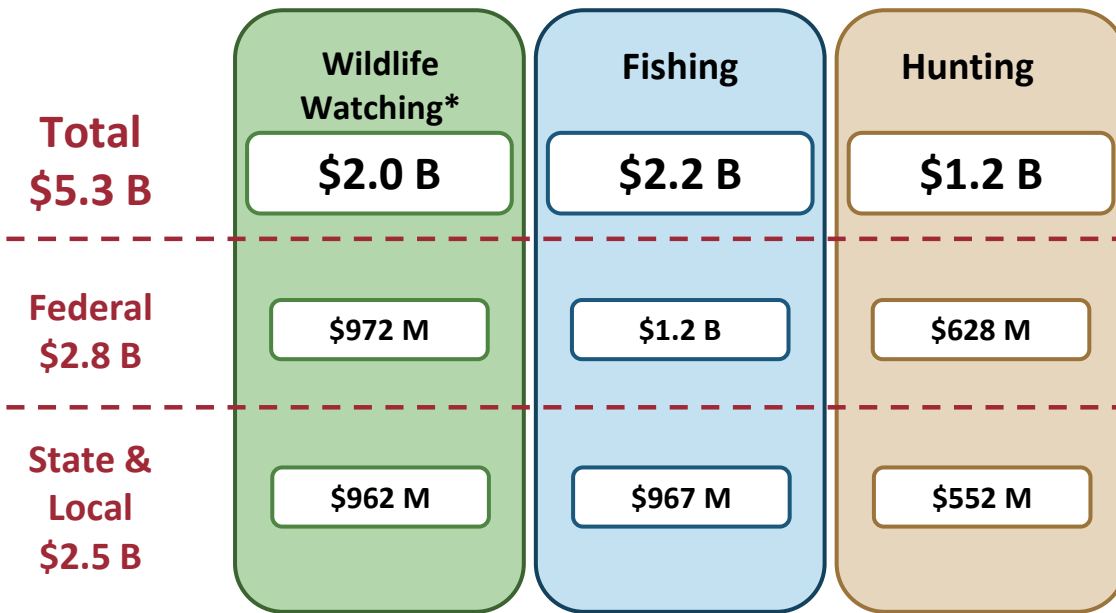 Wildlife
Watching*
Fishing
Hunting
Total
$5.3 B
$2.0 B
$2.2 B
$1.2 B
Federal
$2.8 B
$972 M
$1.2 B
$628 M
State &
Local
$2.5 B
$962 M
$967 M
$552 M